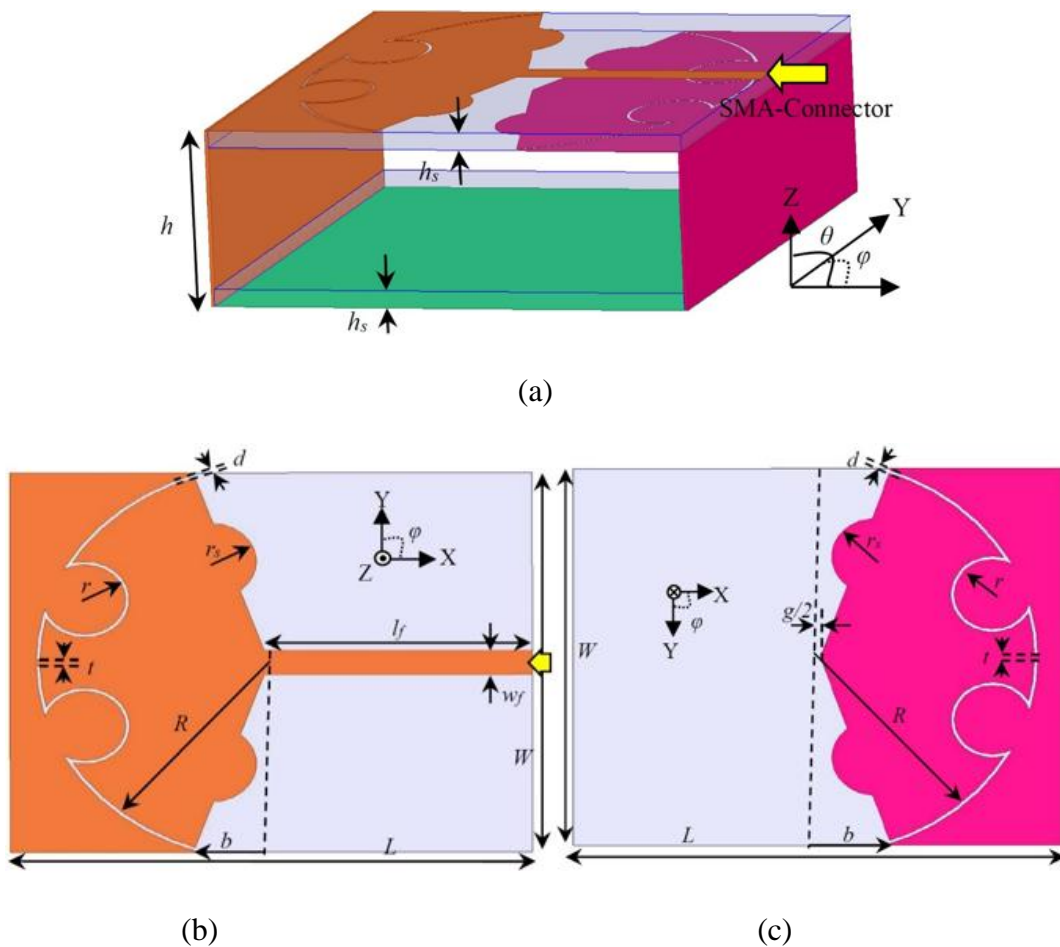 SMA-Connector
hs
h
Z
Y
θ
φ
hs
(a)
d
d
Y
φ
rs
rs
Z
X
r
r
X
φ
g/2
Y
lf
W
t
t
wf
R
R
W
b
L
L
b
(b)
(c)